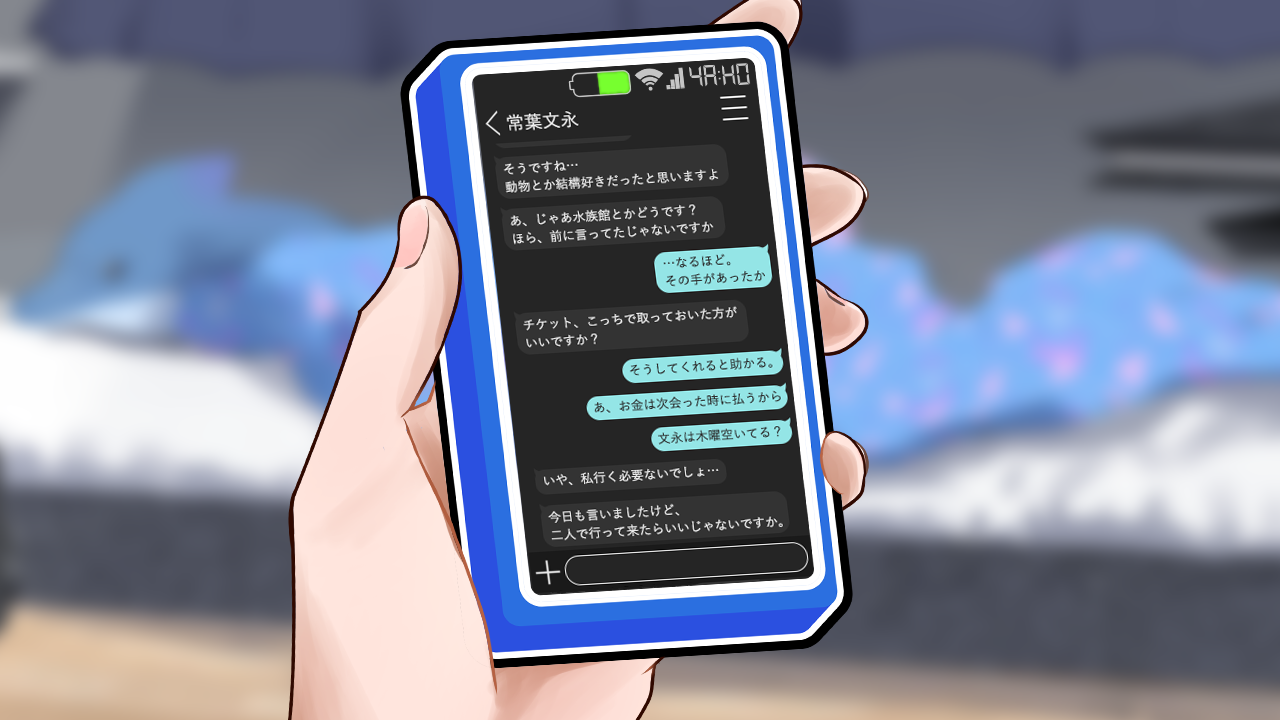 4A:H0
常葉文永
そうですね…
動物とか結構好きだったと思いますよ
あ、じゃあ水族館とかどうです？
ほら、前に言ってたじゃないですか
…なるほど。
その手があったか
チケット、こっちで取っておいた方が
いいですか？
そうしてくれると助かる。
あ、お金は次会った時に払うから
文永は木曜空いてる？
いや、私行く必要ないでしょ…
今日も言いましたけど、
二人で行って来たらいいじゃないですか。